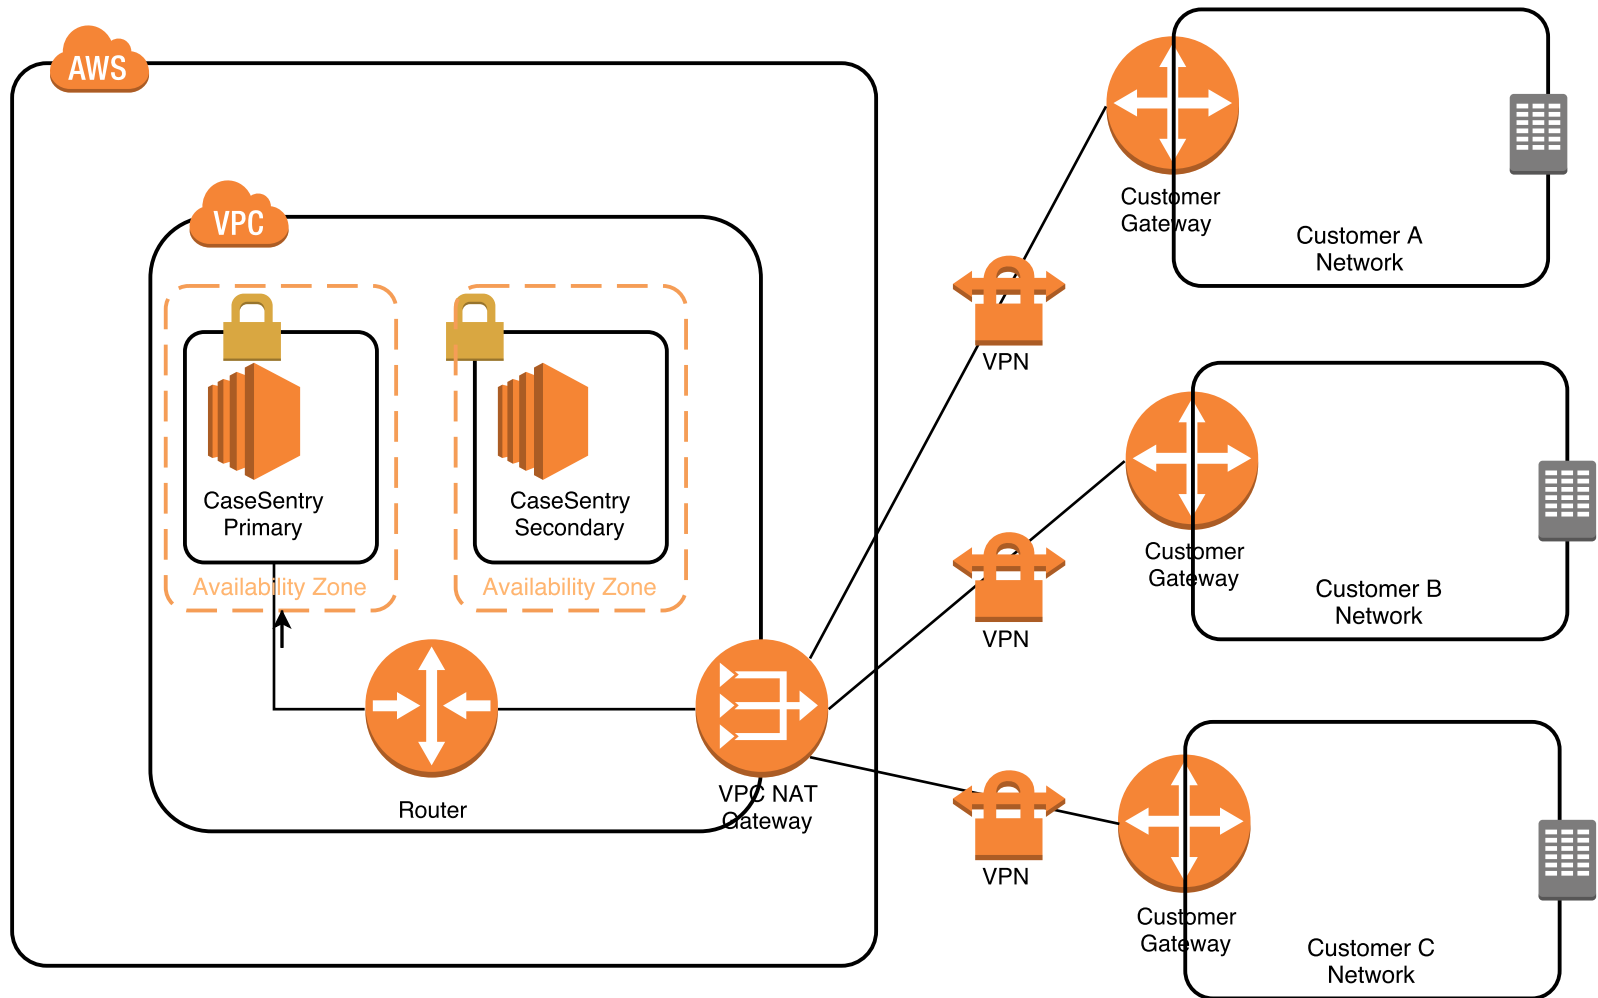 AWS
VPC
CaseSentry
Primary
Availability Zone
CaseSentry
Secondary
Availability Zone
Router
VPC NAT
Gateway
VPN
VPN
VPN
Customer
Gateway
Customer A
Network
Customer
Gateway
Customer B
Network
Customer
Gateway
Customer C
Network